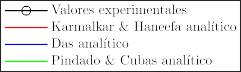 Valores experimentales
Karmalkar & Haneefa analítico
Das analítico
Pindado & Cubas analítico